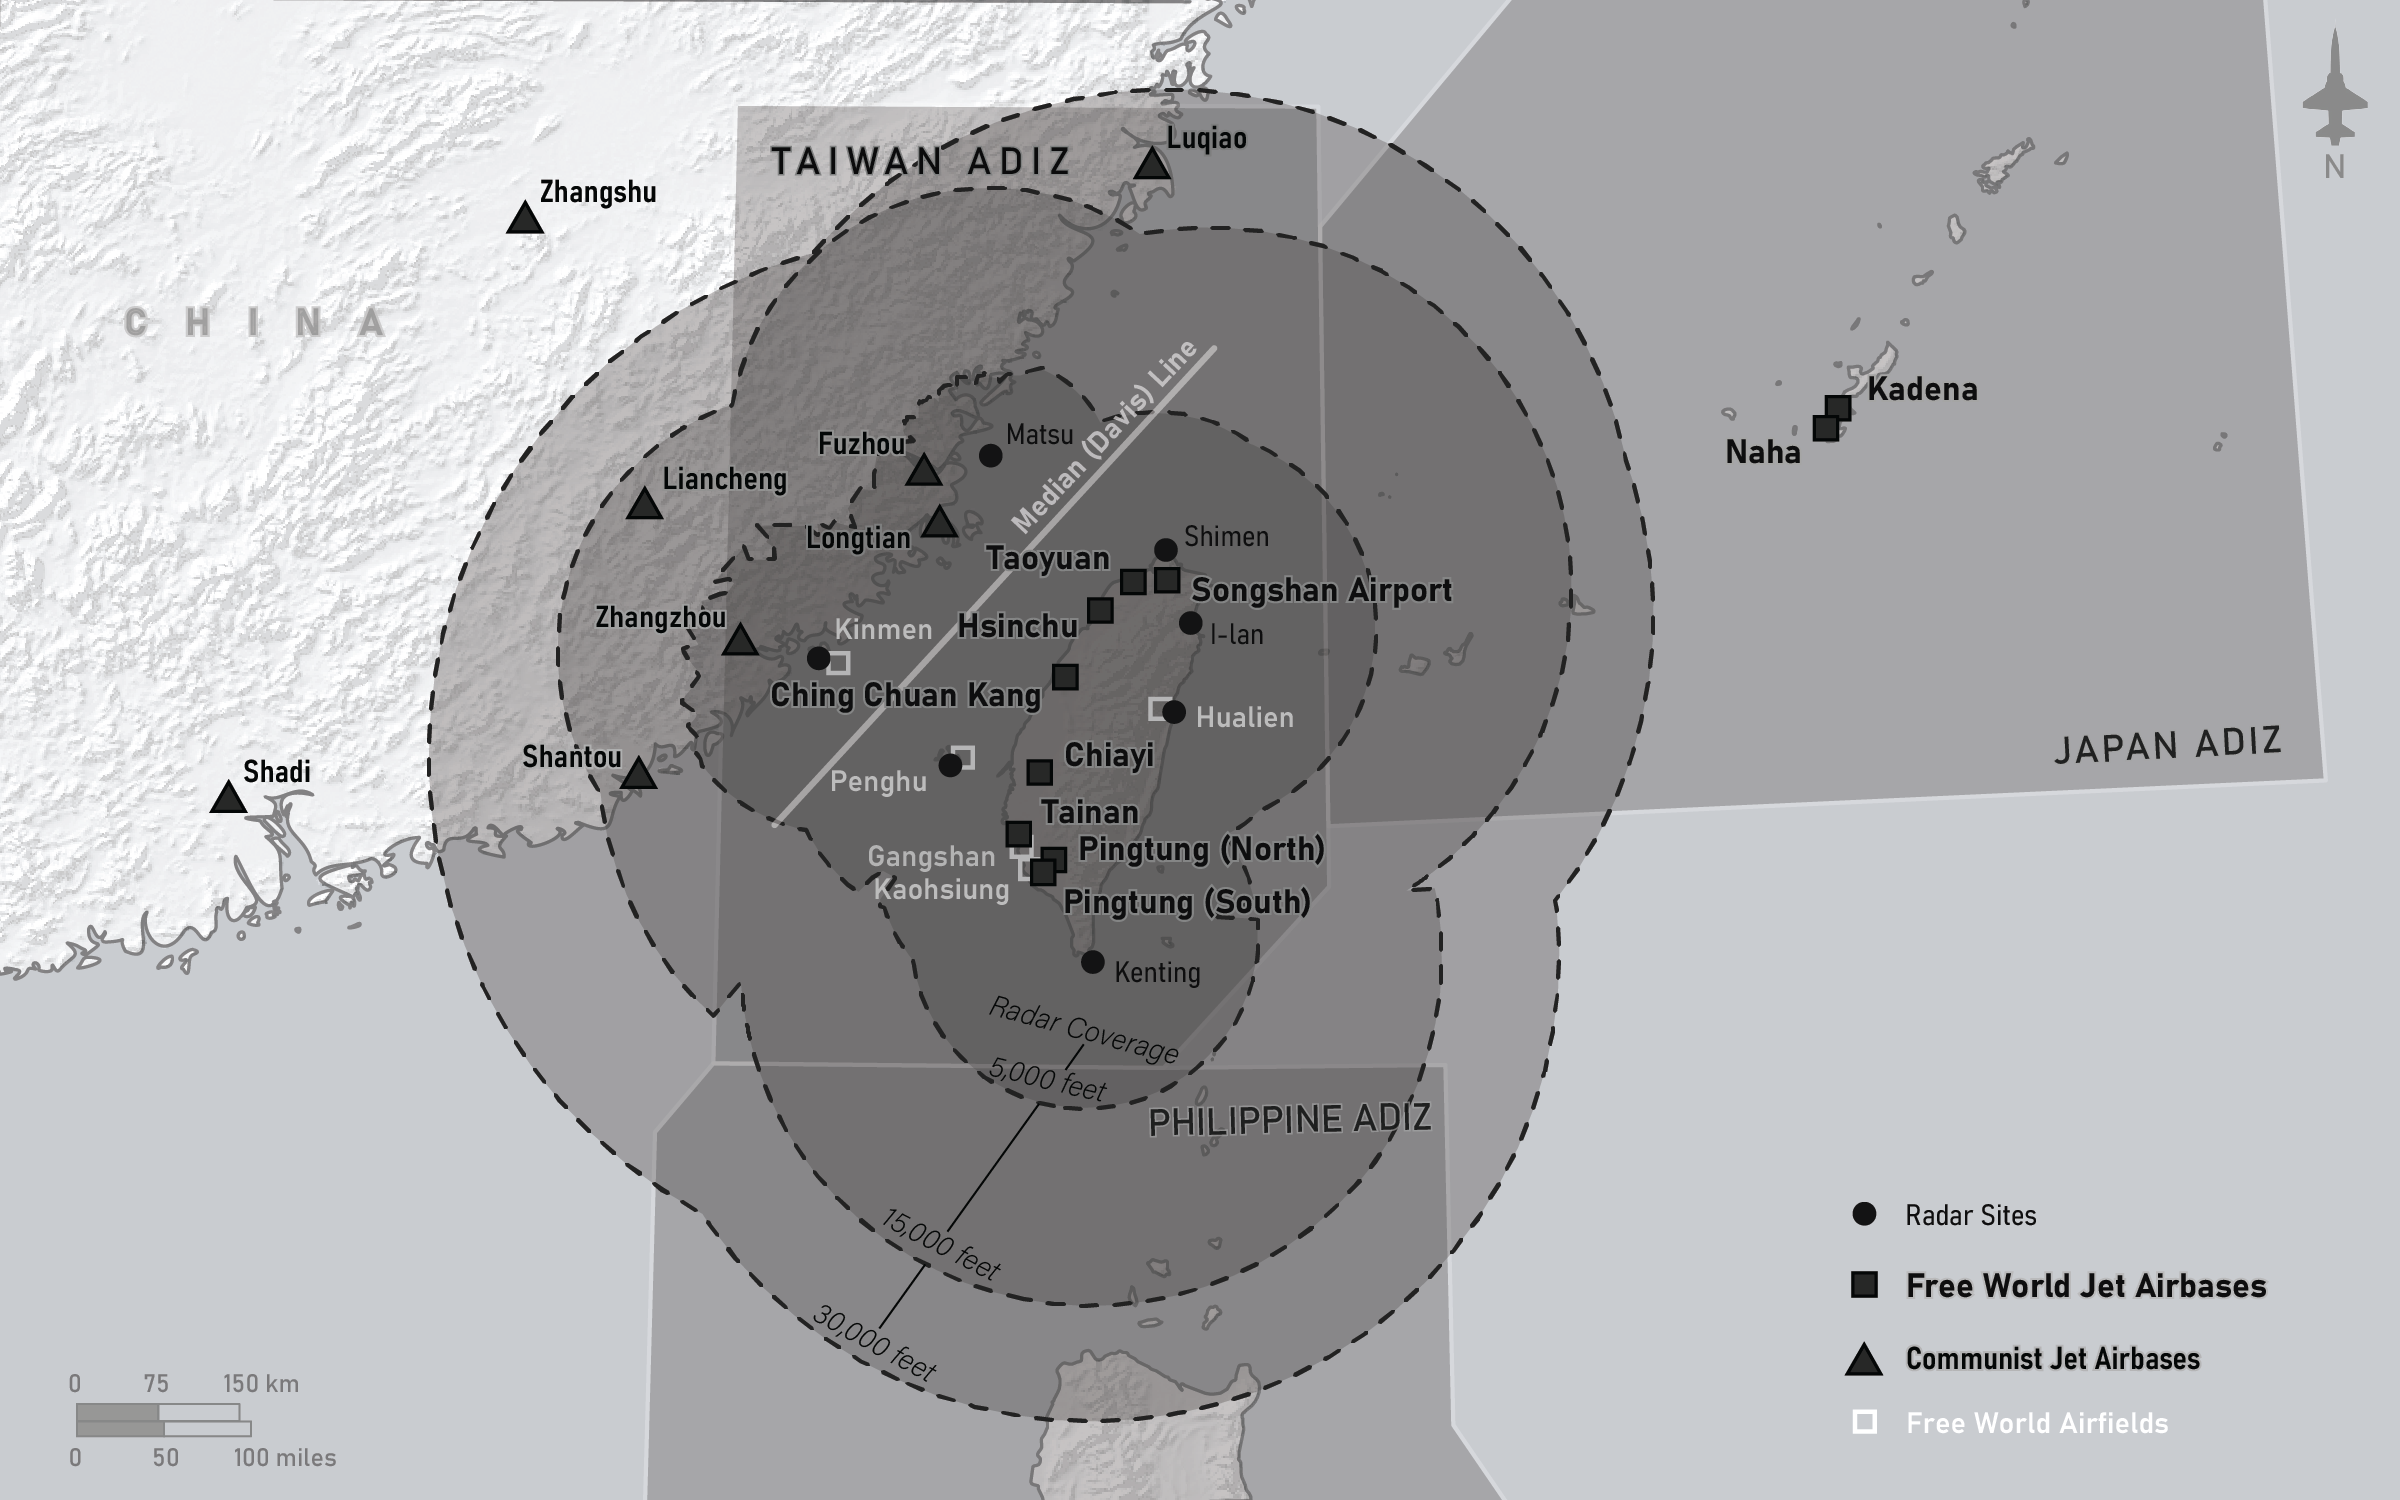 TAIWAN ADIZ
Luqiao
N
Zhangshu
CHINA
Median (Davis) Line
Kadena
Naha
Matsu
Fuzhou
Liancheng
Longtian
Shimen
Taoyuan
Songshan Airport
Zhangzhou
Kinmen
Hsinchu
I-lan
Ching Chuan Kang
Hualien
JAPAN ADIZ
Shantou
Shadi
Chiayi
Penghu
Tainan
Pingtung (North)
Gangshan
Kaohsiung
Pingtung (South)
Kenting
Radar Coverage
5,000 feet
PHILIPPINE ADIZ
15,000 feet
30,000 feet
Radar Sites
Free World Jet Airbases
Communist Jet Airbases
Free World Airfields
0 75 150 km
0 50 100 miles